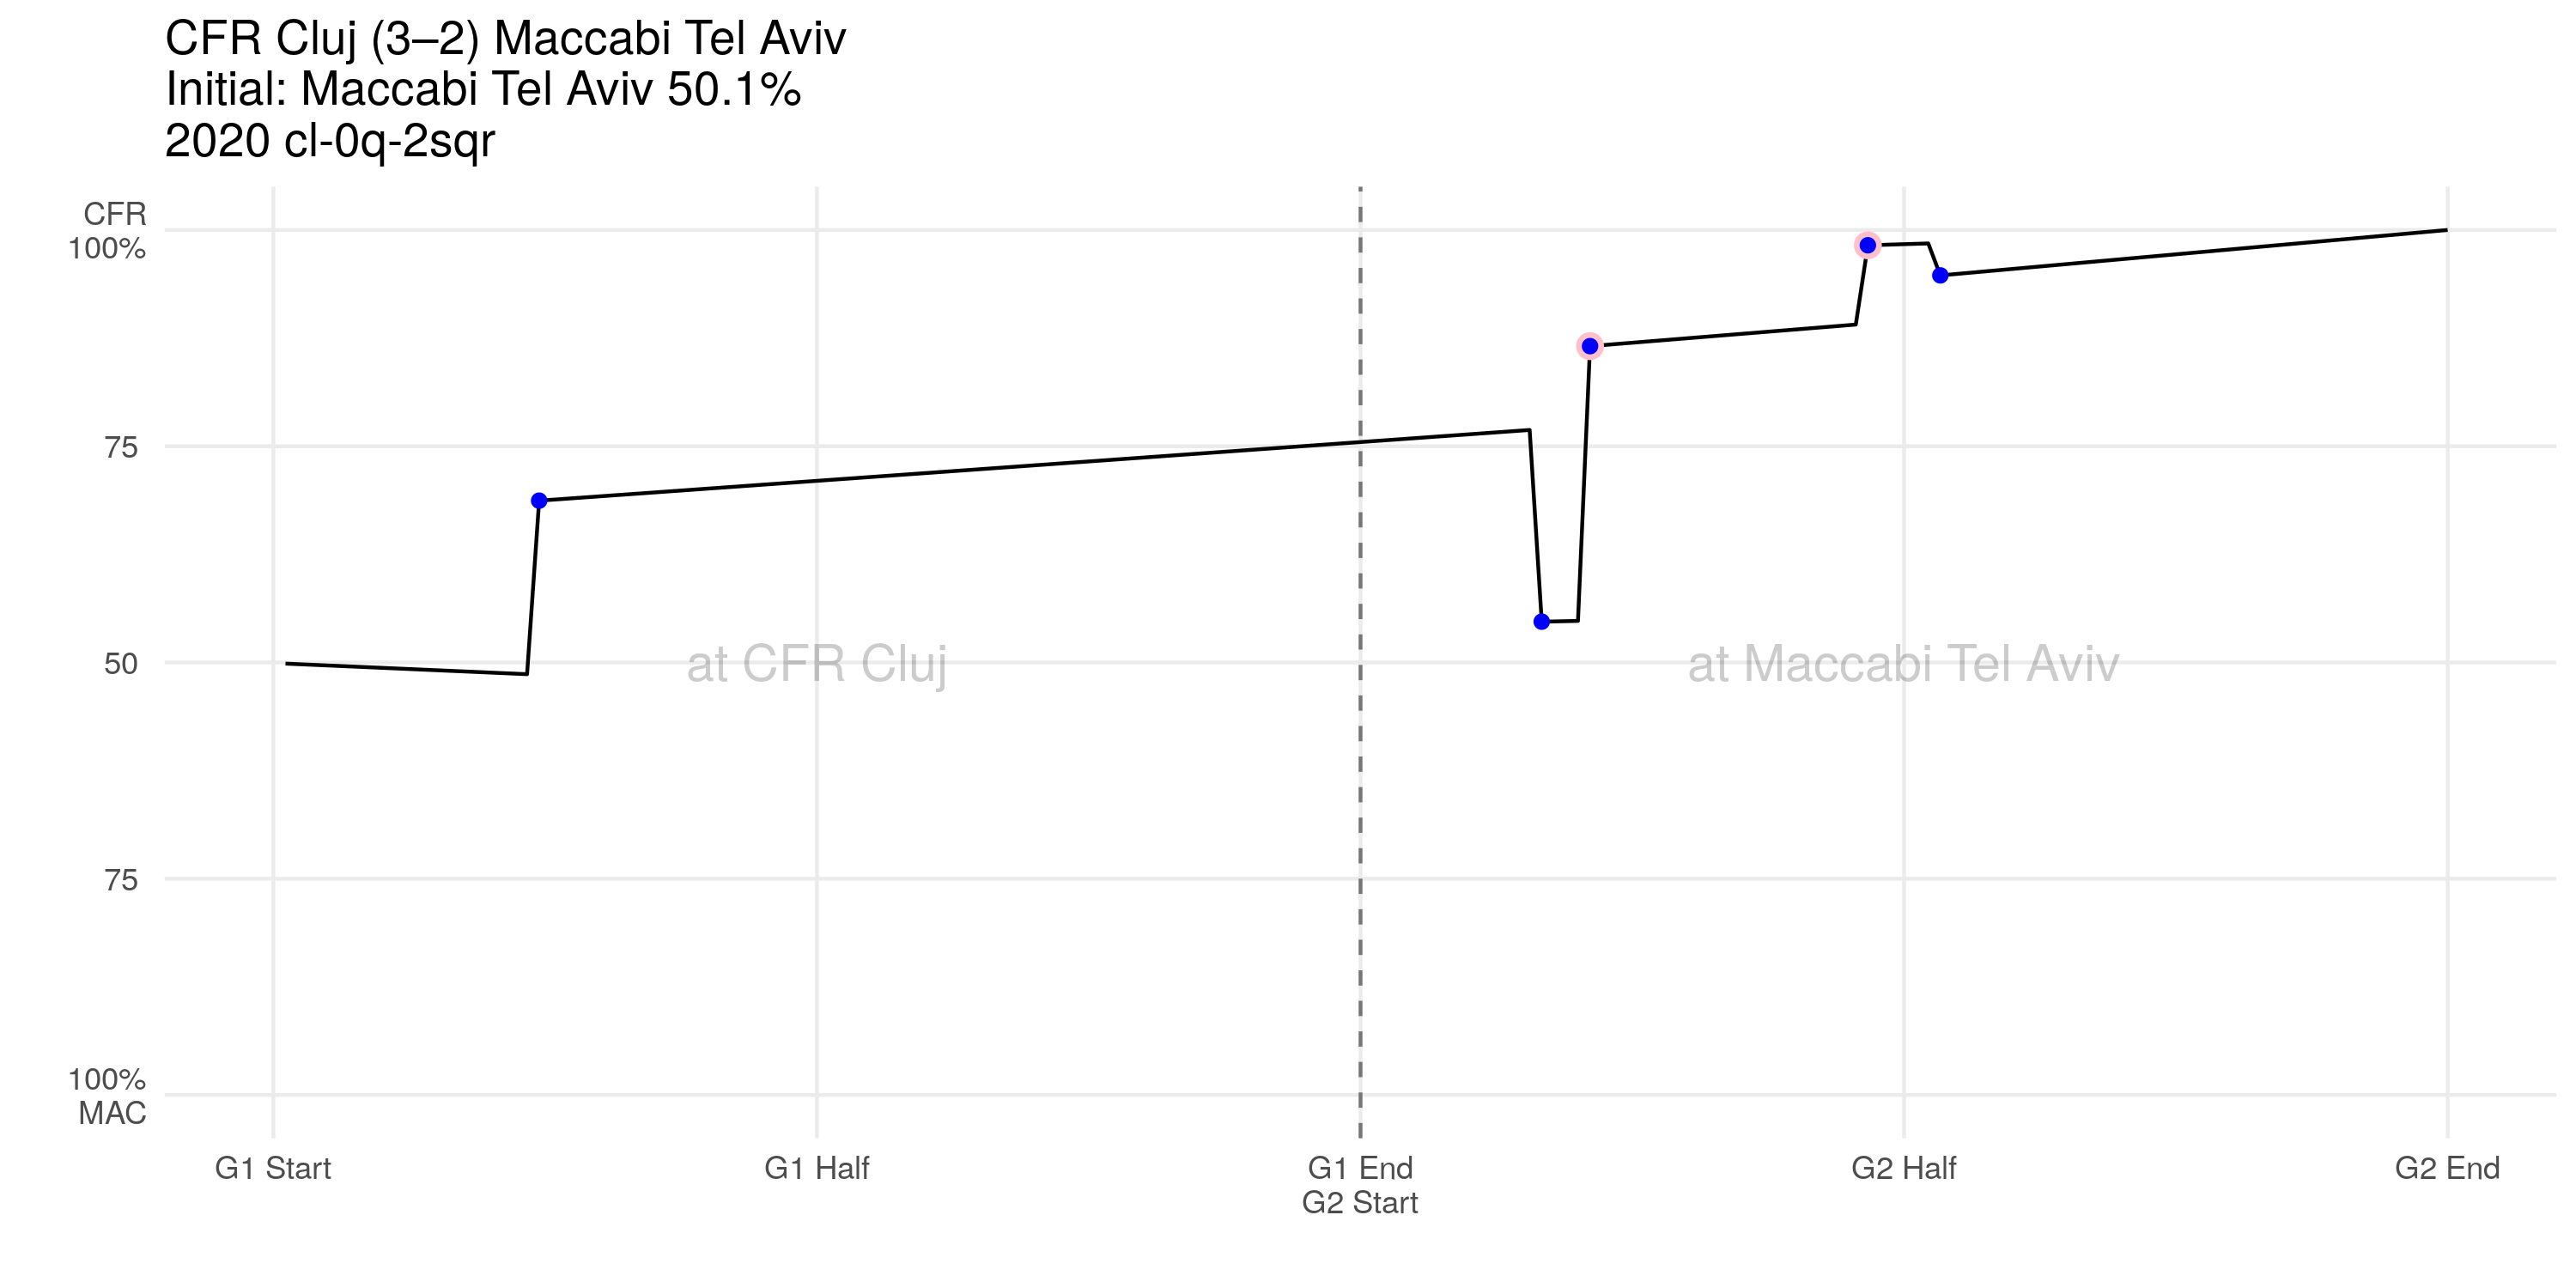 CFR Cluj (3–2) Maccabi Tel Aviv
Initial: Maccabi Tel Aviv 50.1%
2020 cl-0q-2sqr
CFR
100%
75
50
75
100%
MAC
at CFR Cluj
at Maccabi Tel Aviv
G1 Start
G1 Half
G1 End
G2 Start
G2 Half
G2 End